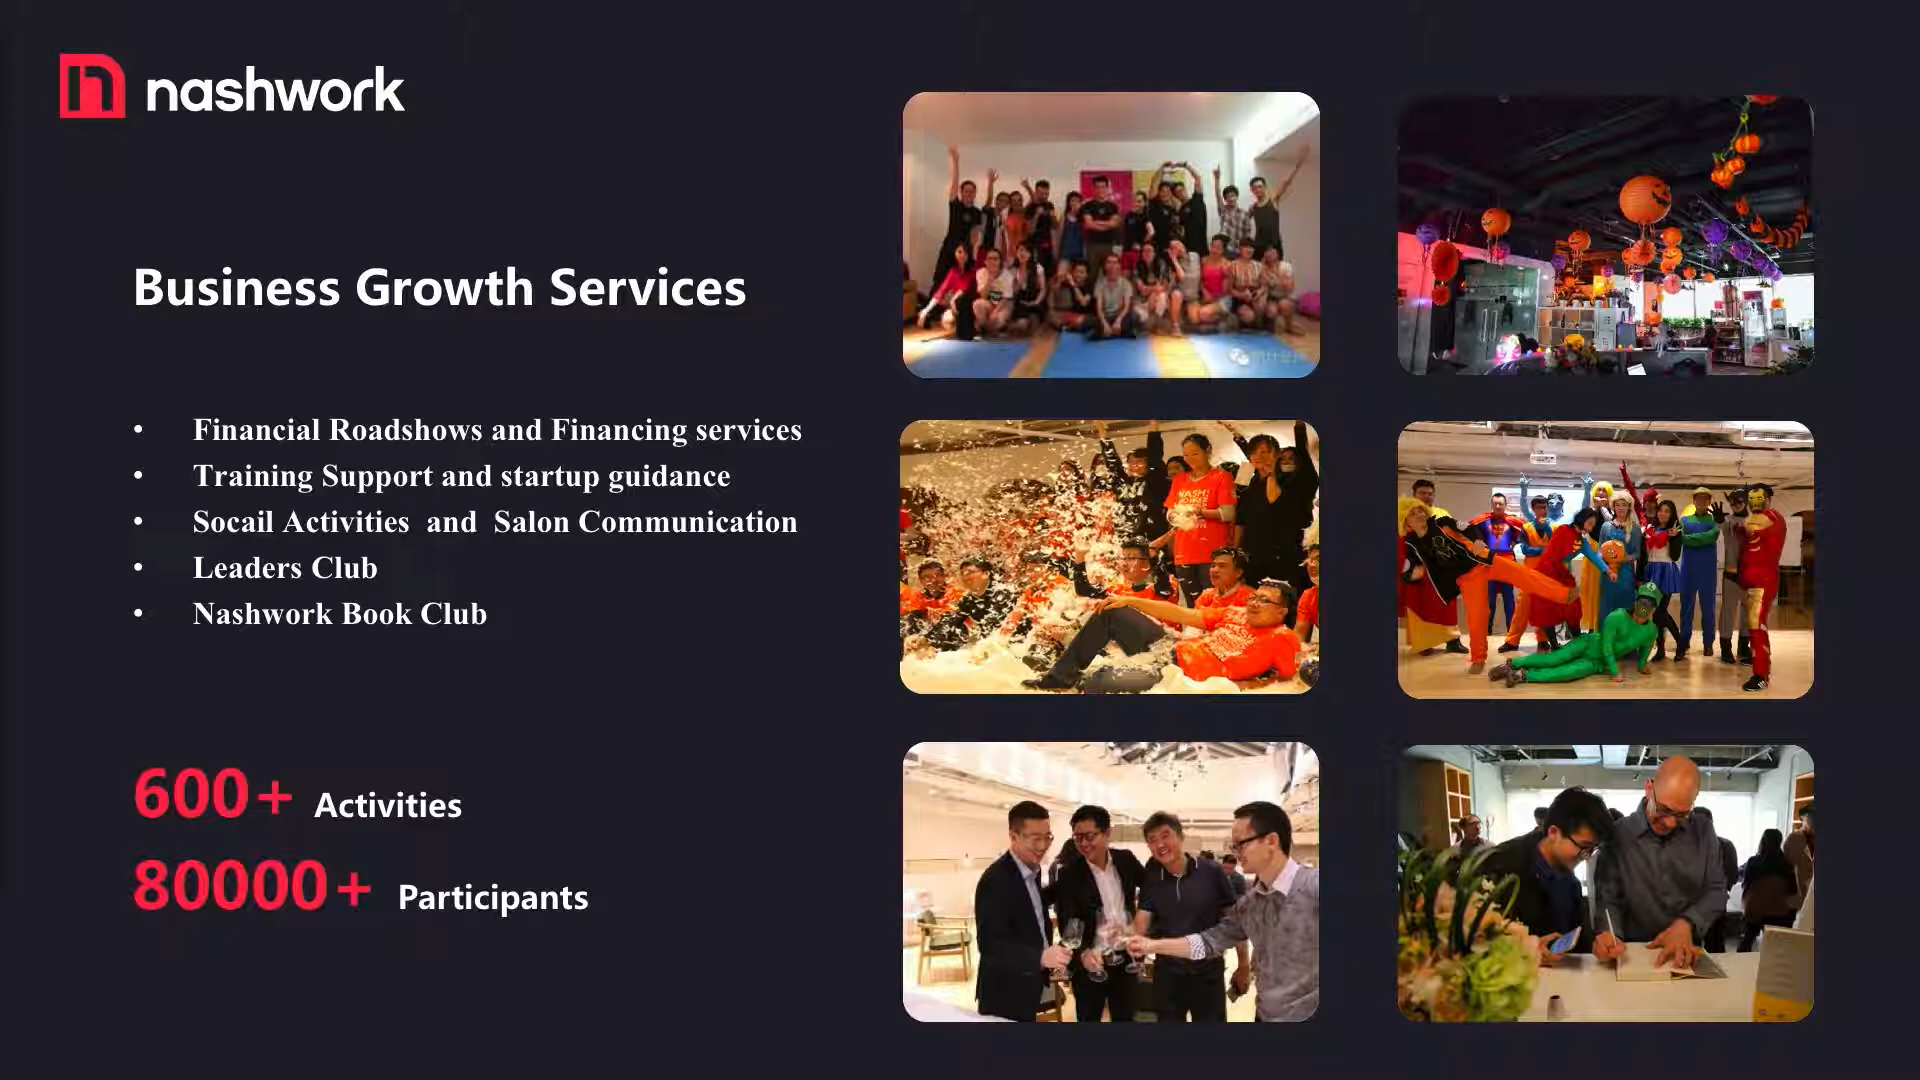 nashwork
Business Growth Services
• Financial Roadshows and Financing services
• Training Support and startup guidance
• Socail Activities and Salon Communication
• Leaders Club
• Nashwork Book Club
600+ Activities
80000+ Participants